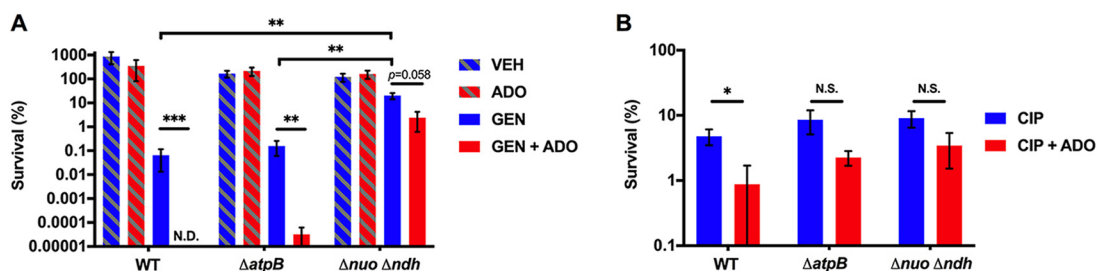 A
B
**
**
p=0.058
***
**
N.D.
Survival (%)
1000
100
10
1
0.1
0.01
0.001
0.0001
0.00001
WT
ΔatpB
Δnuo Δndh
VEH
ADO
GEN
GEN + ADO
Survival (%)
100
10
1
0.1
*
N.S.
N.S.
WT
ΔatpB
Δnuo Δndh
CIP
CIP + ADO